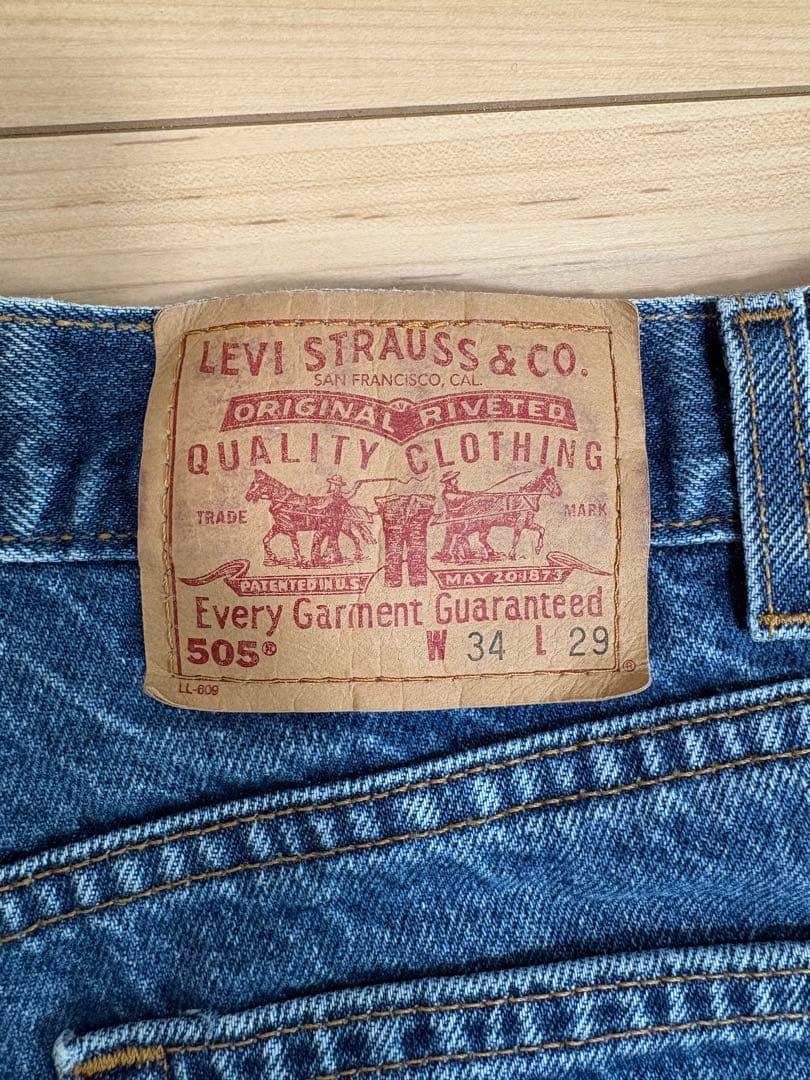 LEVI STRAUSS & CO.
SAN FRANCISCO, CAL.
ORIGINAL RIVETED
QUALITY CLOTHING
TRADE MARK
PATENTED IN U.S. MAY 20 1873
Every Garment Guaranteed
505® W 34 L 29
®
LL-609